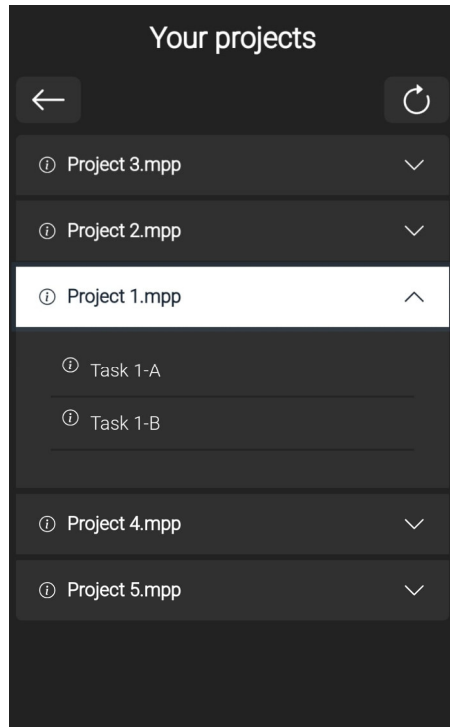 Your projects
Project 3.mpp
Project 2.mpp
Project 1.mpp
Task 1-A
Task 1-B
Project 4.mpp
Project 5.mpp